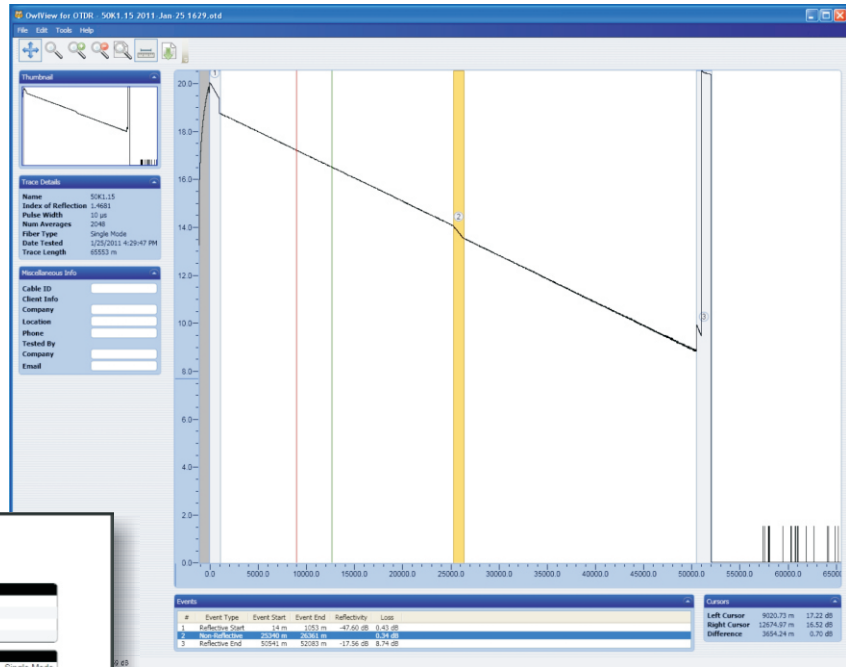 OwlView for OTDR - 50K1.15 2011-Jan-25 1629.otd
File Edit Tools Help
Thumbnail
Trace Details
Name 50K1.15
Index of Reflection 1.4681
Pulse Width 10 µs
Num Averages 2048
Fiber Type Single Mode
Date Tested 1/25/2011 4:29:47 PM
Trace Length 65553 m
Miscellaneous Info
Cable ID
Client Info
Company
Location
Phone
Tested By
Company
Email
1
2
3
20.0
18.0
16.0
14.0
12.0
10.0
8.0
6.0
4.0
2.0
0.0
0.0 5000.0 10000.0 15000.0 20000.0 25000.0 30000.0 35000.0 40000.0 45000.0 50000.0 55000.0 60000.0 65000
Events
# Event Type Event Start Event End Reflectivity Loss
1 Reflective Start 14 m 1053 m -47.60 dB 0.43 dB
2 Non-Reflective 25340 m 26361 m 0.34 dB
3 Reflective End 50541 m 52083 m -17.56 dB 8.74 dB
Cursors
Left Cursor 9020.73 m 17.22 dB
Right Cursor 12674.97 m 16.52 dB
Difference 3654.24 m 0.70 dB
Single Mode